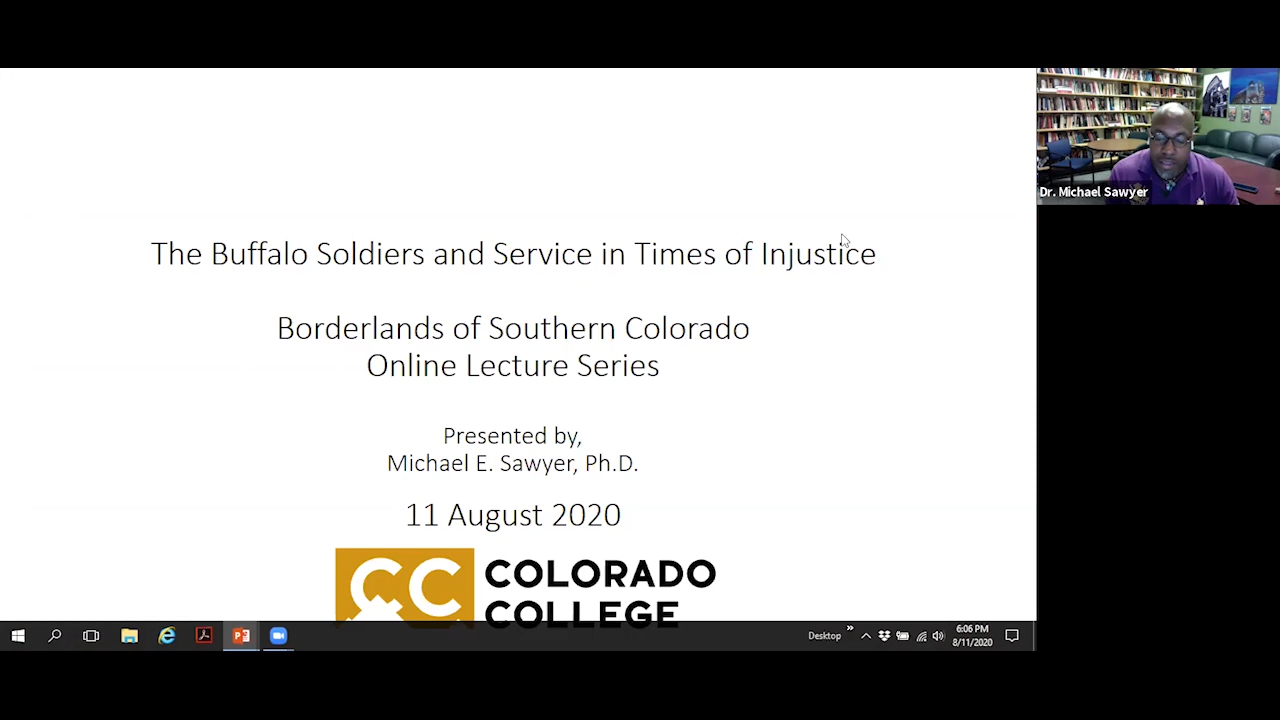 The Buffalo Soldiers and Service in Times of Injustice
Borderlands of Southern Colorado
Online Lecture Series
Presented by,
Michael E. Sawyer, Ph.D.
11 August 2020
CC COLORADO
COLLEGE
Dr. Michael Sawyer
Desktop
6:06 PM
8/11/2020